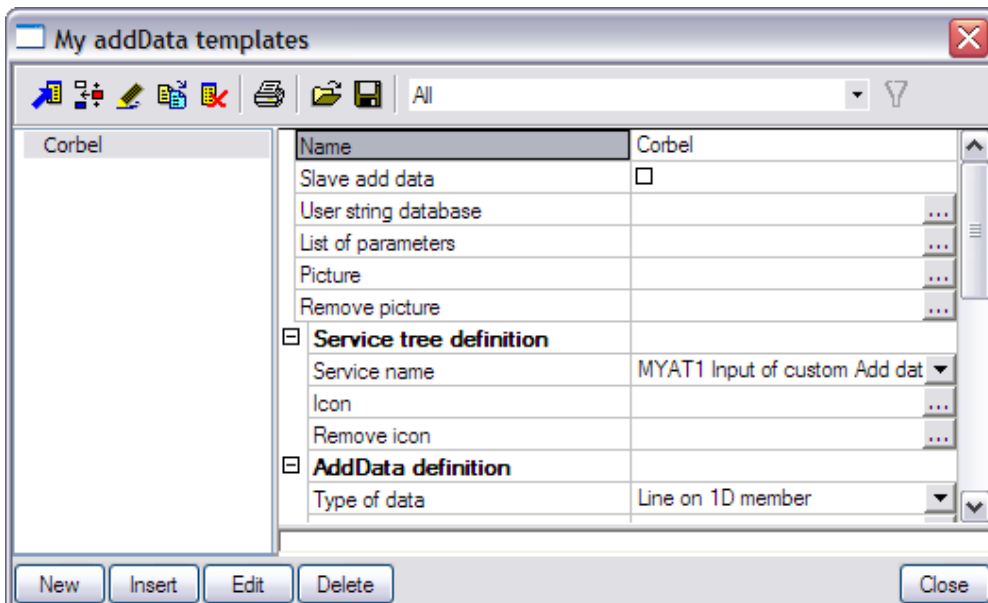 My addData templates
All
Corbel
Name Corbel
Slave add data
User string database ...
List of parameters ...
Picture ...
Remove picture ...
Service tree definition
Service name MYAT1 Input of custom Add dat
Icon ...
Remove icon ...
AddData definition
Type of data Line on 1D member
New Insert Edit Delete Close